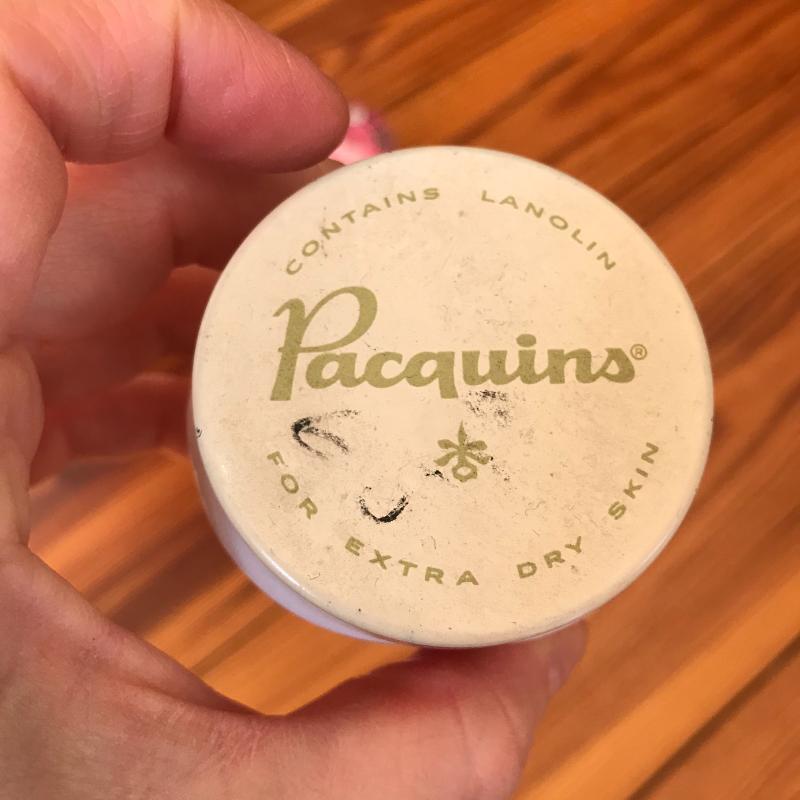 CONTAINS LANOLIN
Pacquins®
FOR EXTRA DRY SKIN